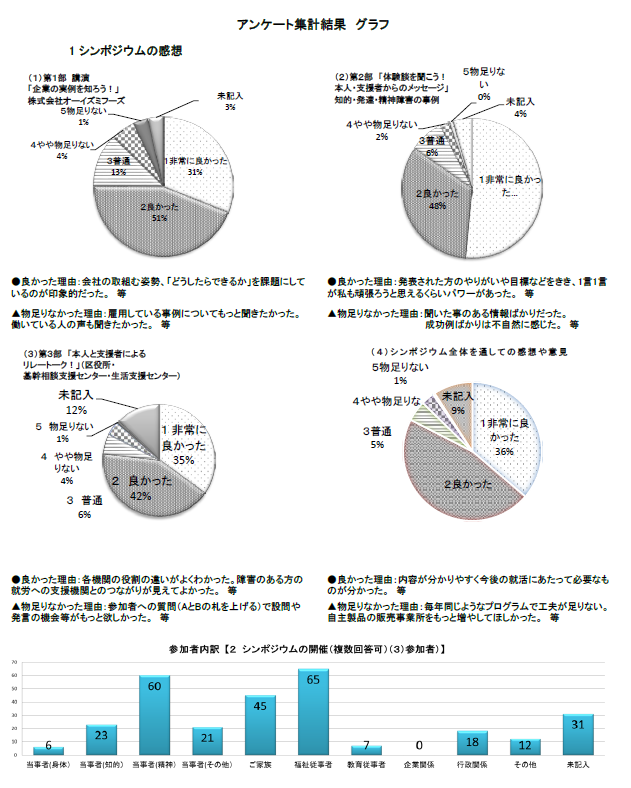 アンケート集計結果 グラフ
1 シンポジウムの感想
(1)第1部 講演
「企業の実例を知ろう！」
株式会社オーイズミフーズ
5物足りない
1%
未記入
3%
4やや物足りない
4%
3普通
13%
1非常に良かった
31%
2良かった
51%
(2)第2部 「体験談を聞こう！
本人・支援者からのメッセージ」
知的・発達・精神障害の事例
5物足りな
い
0%
未記入
4%
4やや物足りない
2%
3普通
6%
1非常に良かっ
た...
2良かった
48%
●良かった理由：会社の取組む姿勢、「どうしたらできるか」を課題にして
いるのが印象的だった。 等
▲物足りなかった理由：雇用している事例についてもっと聞きたかった。
働いている人の声も聞きたかった。 等
●良かった理由：発表された方のやりがいや目標などをきき、1言1言
が私も頑張ろうと思えるくらいパワーがあった。 等
▲物足りなかった理由：聞いた事のある情報ばかりだった。
成功例ばかりは不自然に感じた。 等
(3)第3部 「本人と支援者による
リレートーク！」(区役所・
基幹相談支援センター・生活支援センター)
未記入
12%
5 物足りない
1%
4 やや物足
りない
4%
3 普通
6%
1 非常に
良かった
35%
2 良かった
42%
(4)シンポジウム全体を通しての感想や意見
5物足りない
1%
未記入
9%
4やや物足りな
3普通
5%
1非常に良
かった
36%
2良かった
●良かった理由：各機関の役割の違いがよくわかった。障害のある方の
就労への支援機関とのつながりが見えてよかった。 等
▲物足りなかった理由：参加者への質問(AとBの札を上げる)で設問や
発言の機会等がもっと欲しかった。 等
●良かった理由：内容が分かりやすく今後の就活にあたって必要なも
のが分かった。 等
▲物足りなかった理由：毎年同じようなプログラムで工夫が足りない。
自主製品の販売事業所をもっと増やしてほしかった。 等
参加者内訳【2 シンポジウムの開催(複数回答可)(3)参加者)】
70
60
50
40
30
20
10
0
6
23
60
21
45
65
7
0
18
12
31
当事者(身体) 当事者(知的) 当事者(精神) 当事者(その他) ご家族 福祉従事者 教育従事者 企業関係 行政関係 その他 未記入